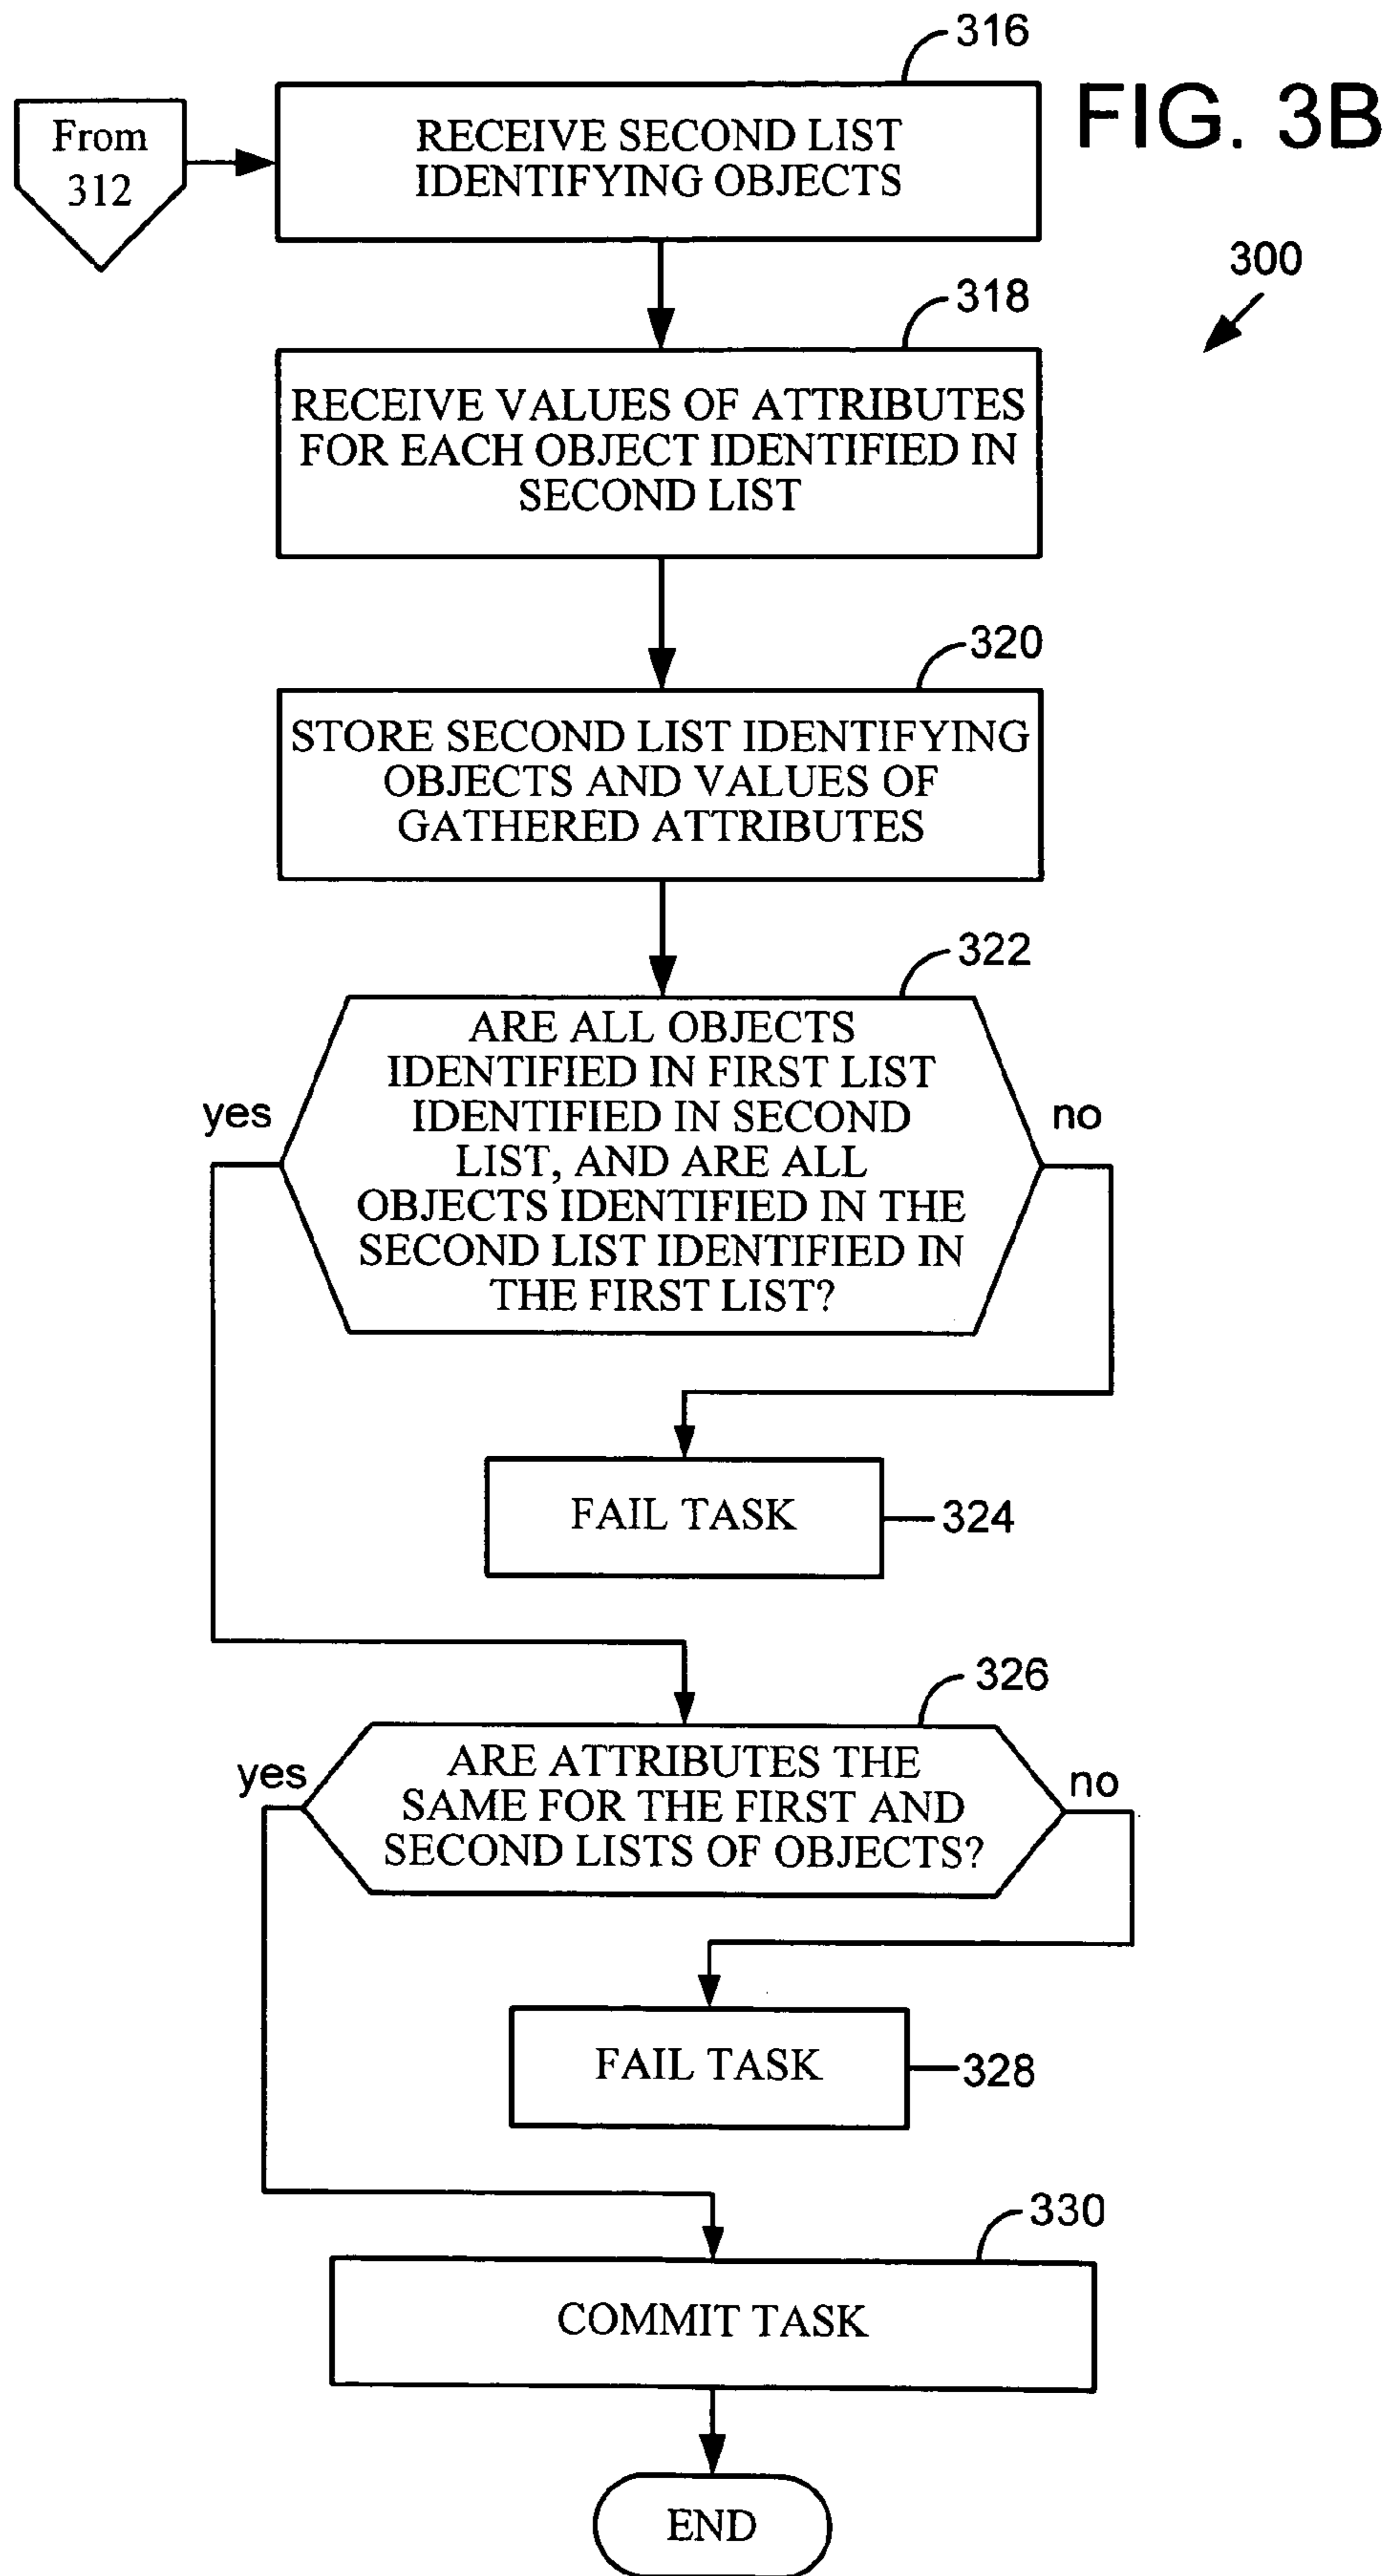 316
FIG. 3B
From
312
RECEIVE SECOND LIST
IDENTIFYING OBJECTS
300
318
RECEIVE VALUES OF ATTRIBUTES
FOR EACH OBJECT IDENTIFIED IN
SECOND LIST
320
STORE SECOND LIST IDENTIFYING
OBJECTS AND VALUES OF
GATHERED ATTRIBUTES
322
ARE ALL OBJECTS
IDENTIFIED IN FIRST LIST
IDENTIFIED IN SECOND
LIST, AND ARE ALL
OBJECTS IDENTIFIED IN THE
SECOND LIST IDENTIFIED IN
THE FIRST LIST?
yes
no
FAIL TASK
324
326
ARE ATTRIBUTES THE
SAME FOR THE FIRST AND
SECOND LISTS OF OBJECTS?
yes
no
FAIL TASK
328
330
COMMIT TASK
END